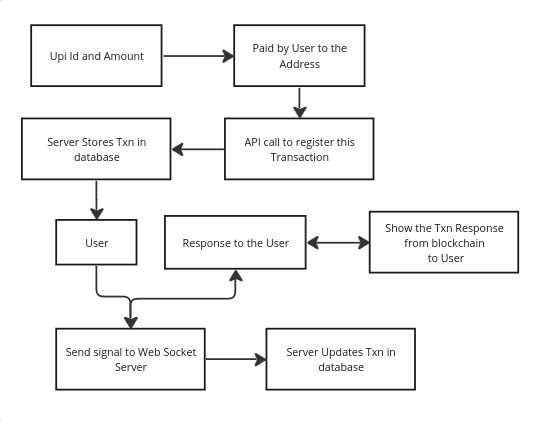 Upi Id and Amount
Paid by User to the
Address
Server Stores Txn in
database
API call to register this
Transaction
User
Response to the User
Show the Txn Response
from blockchain
to User
Send signal to Web Socket
Server
Server Updates Txn in
database